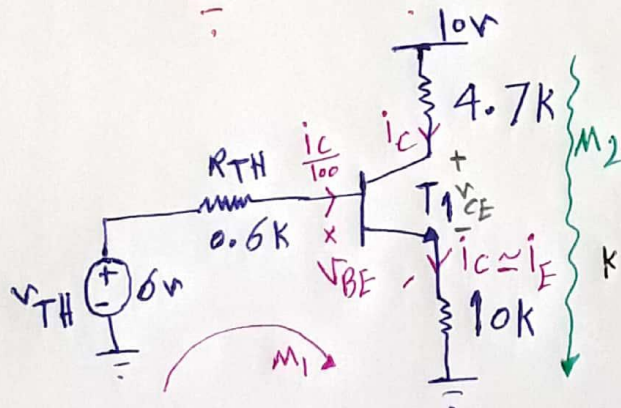 10v
4.7K
ic
M2
ic
100
RTH
+
T1 vCE
-
0.6K
x
VBE
ic ≃ iE
K
+
-
vTH
6v
10K
M1